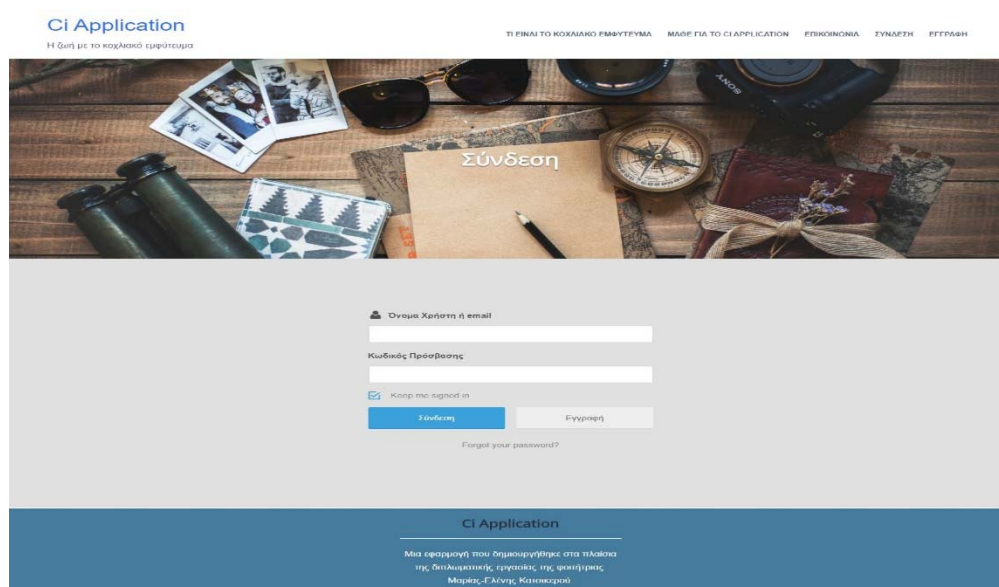 Ci Application
Η ζωή με το κοχλιακό εμφύτευμα
ΤΙ ΕΙΝΑΙ ΤΟ ΚΟΧΛΙΑΚΟ ΕΜΦΥΤΕΥΜΑ ΜΑΘΕ ΓΙΑ ΤΟ CI APPLICATION ΕΠΙΚΟΙΝΩΝΙΑ ΣΥΝΔΕΣΗ ΕΓΓΡΑΦΗ
SONY
Σύνδεση
Όνομα Χρήστη ή email
Κωδικός Πρόσβασης
Keep me signed in
Σύνδεση Εγγραφή
Forgot your password?
Ci Application
Μια εφαρμογή που δημιουργήθηκε στα πλαίσια
της διπλωματικής εργασίας της φοιτήτριας
Μαρίας-Ελένης Κατσικερού